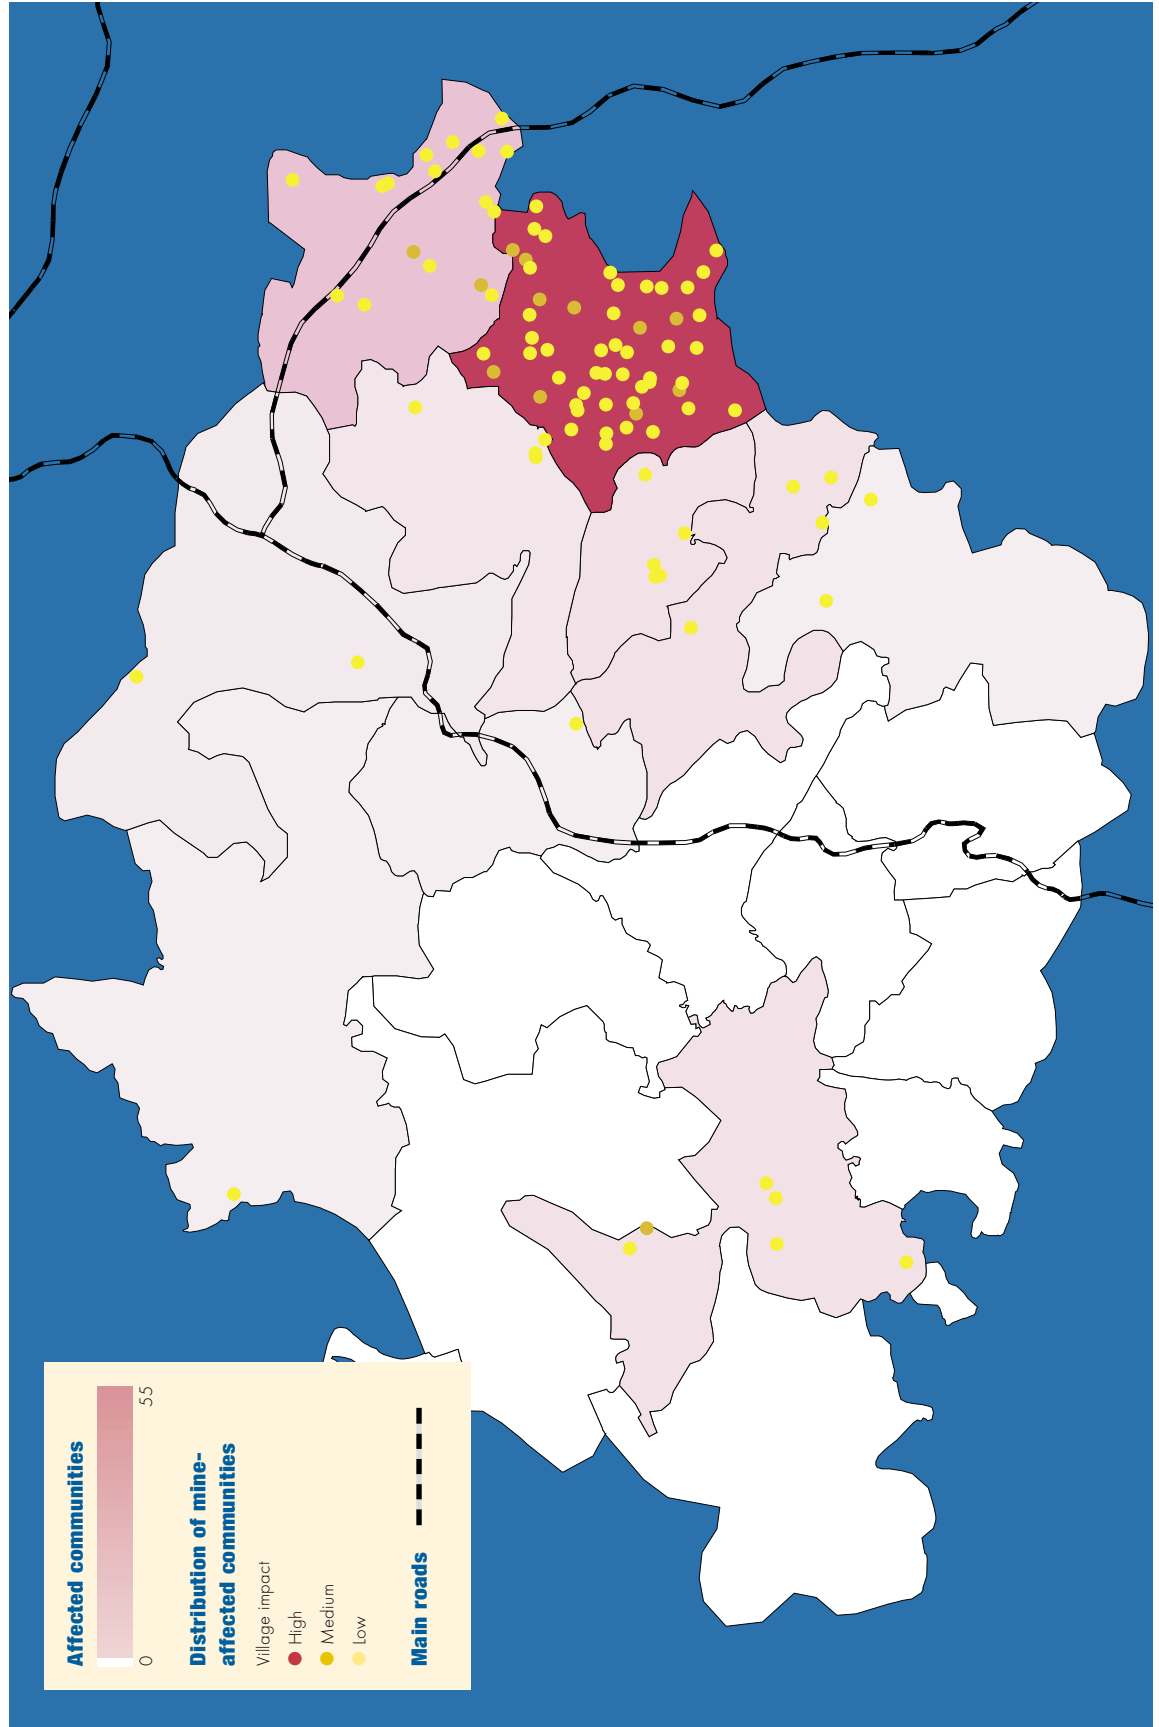 Affected communities
0 55
Distribution of mine-
affected communities
Village impact
High
Medium
Low
Main roads